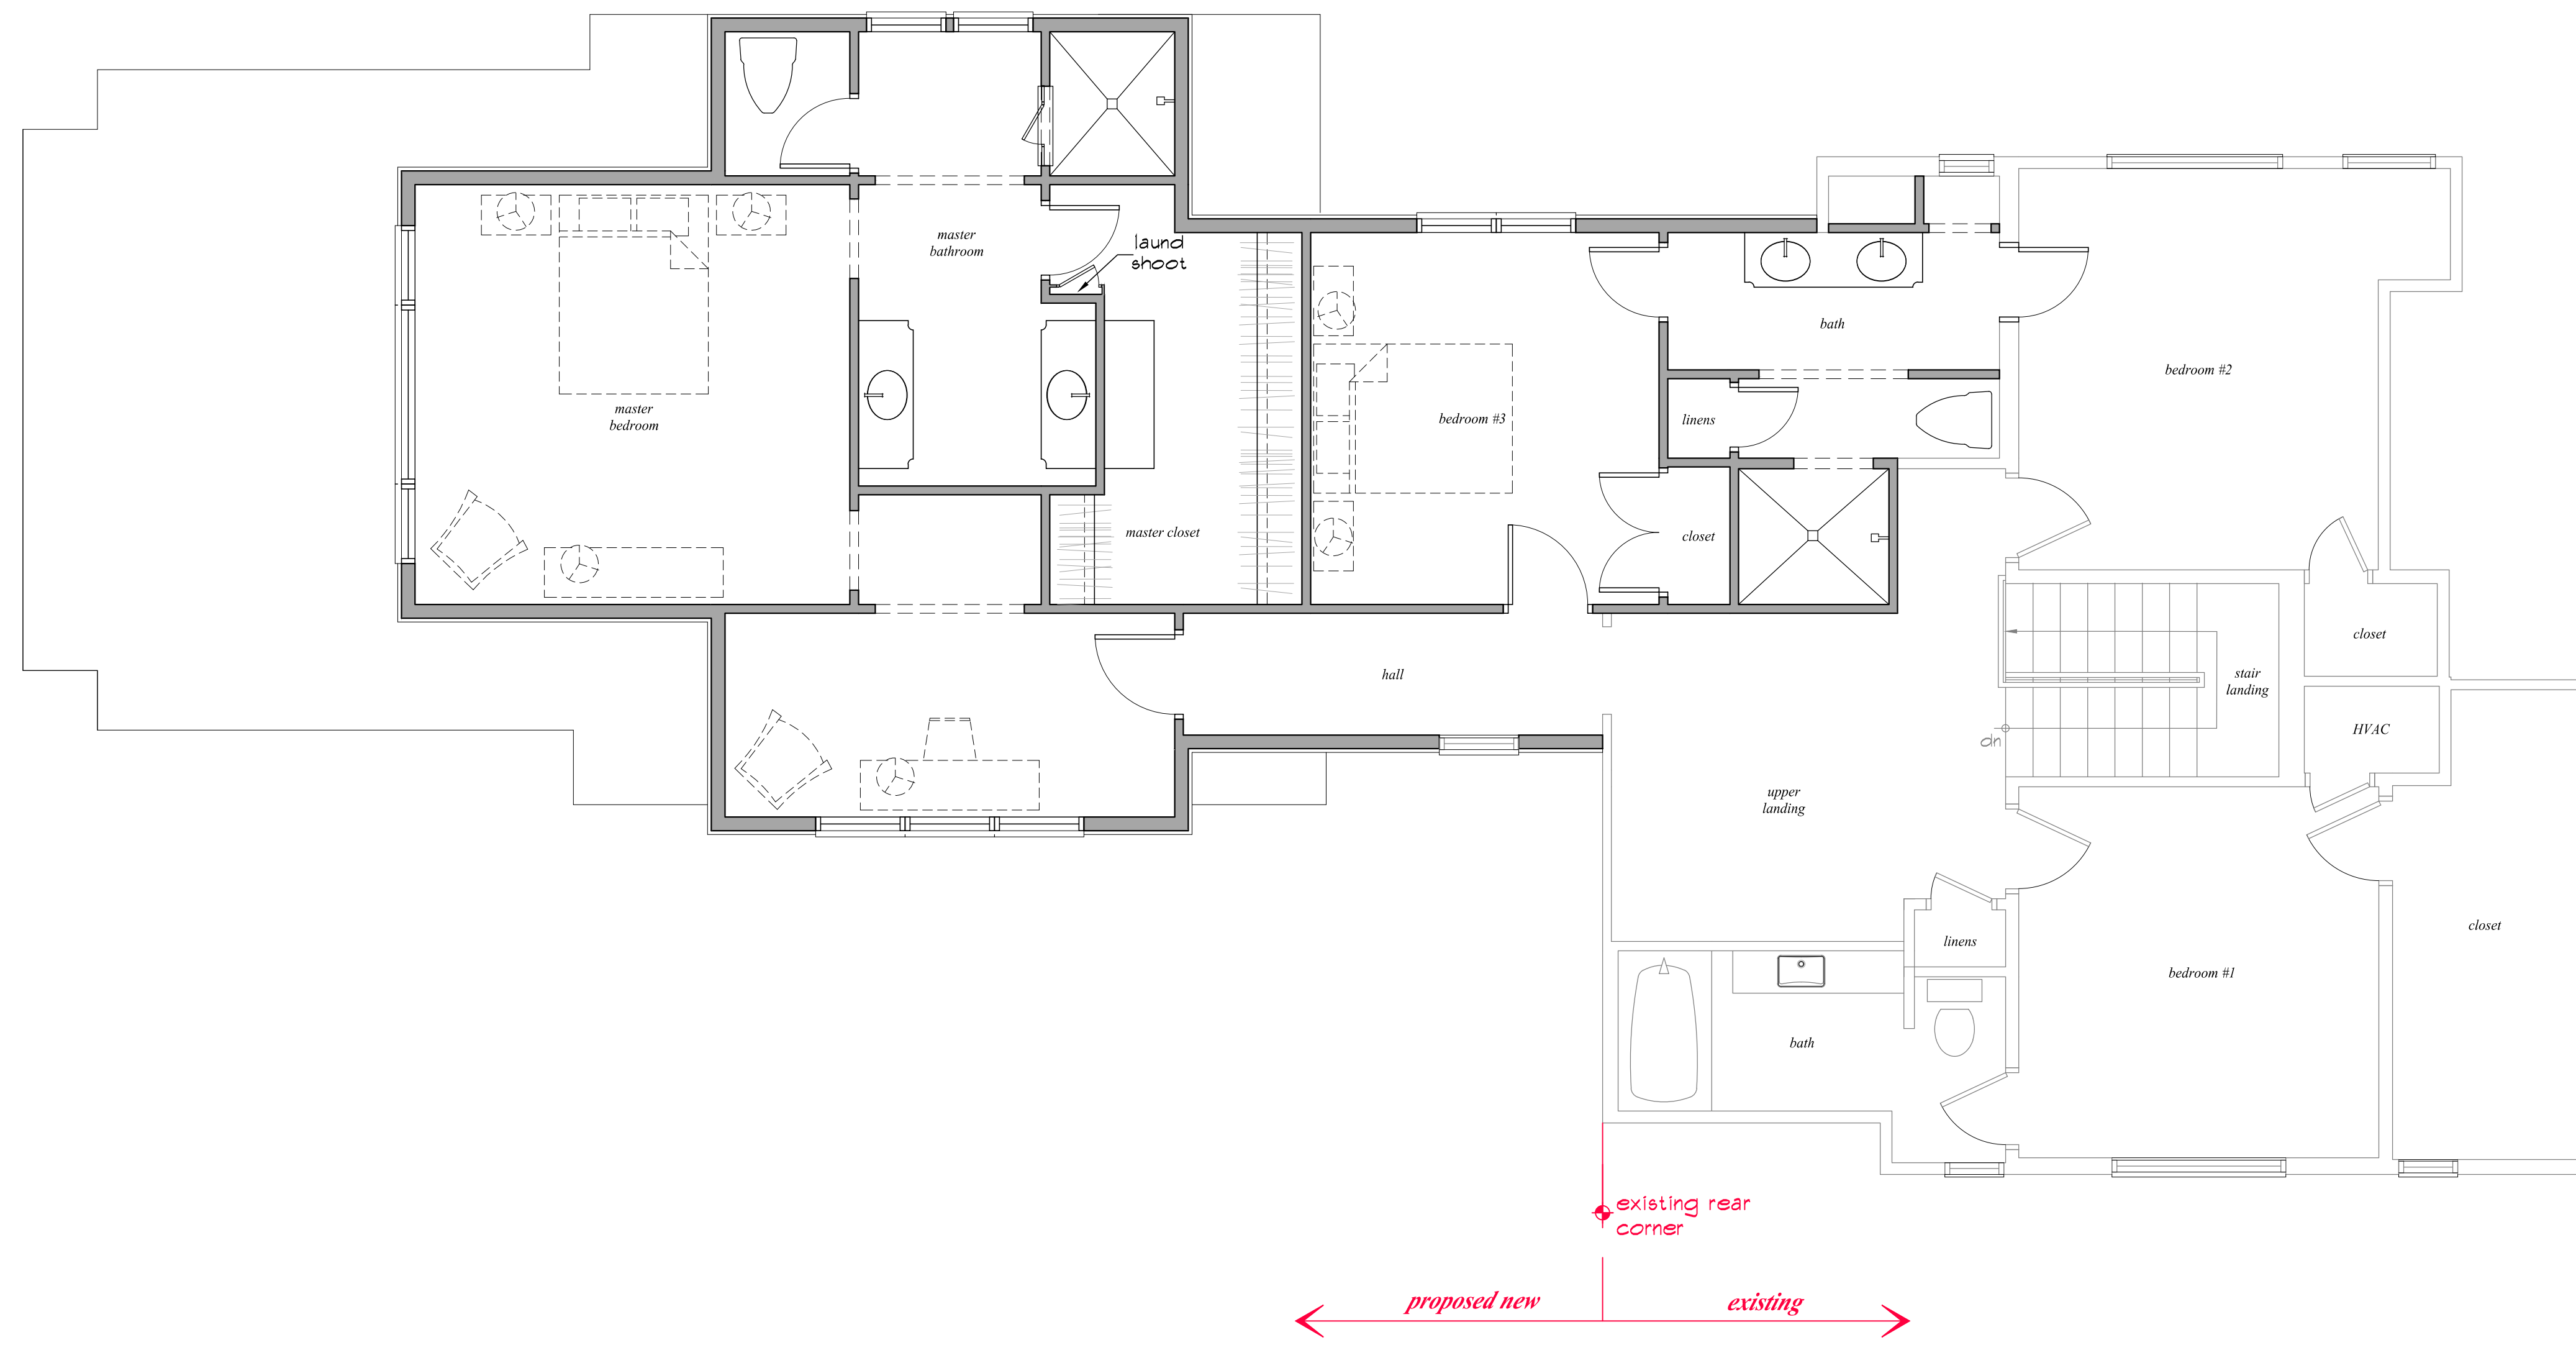 master
bathroom
laund
shoot
bath
bedroom #2
master
bedroom
bedroom #3
linens
master closet
closet
closet
hall
stair
landing
HVAC
dn
upper
landing
linens
closet
bedroom #1
bath
existing rear
corner
proposed new
existing